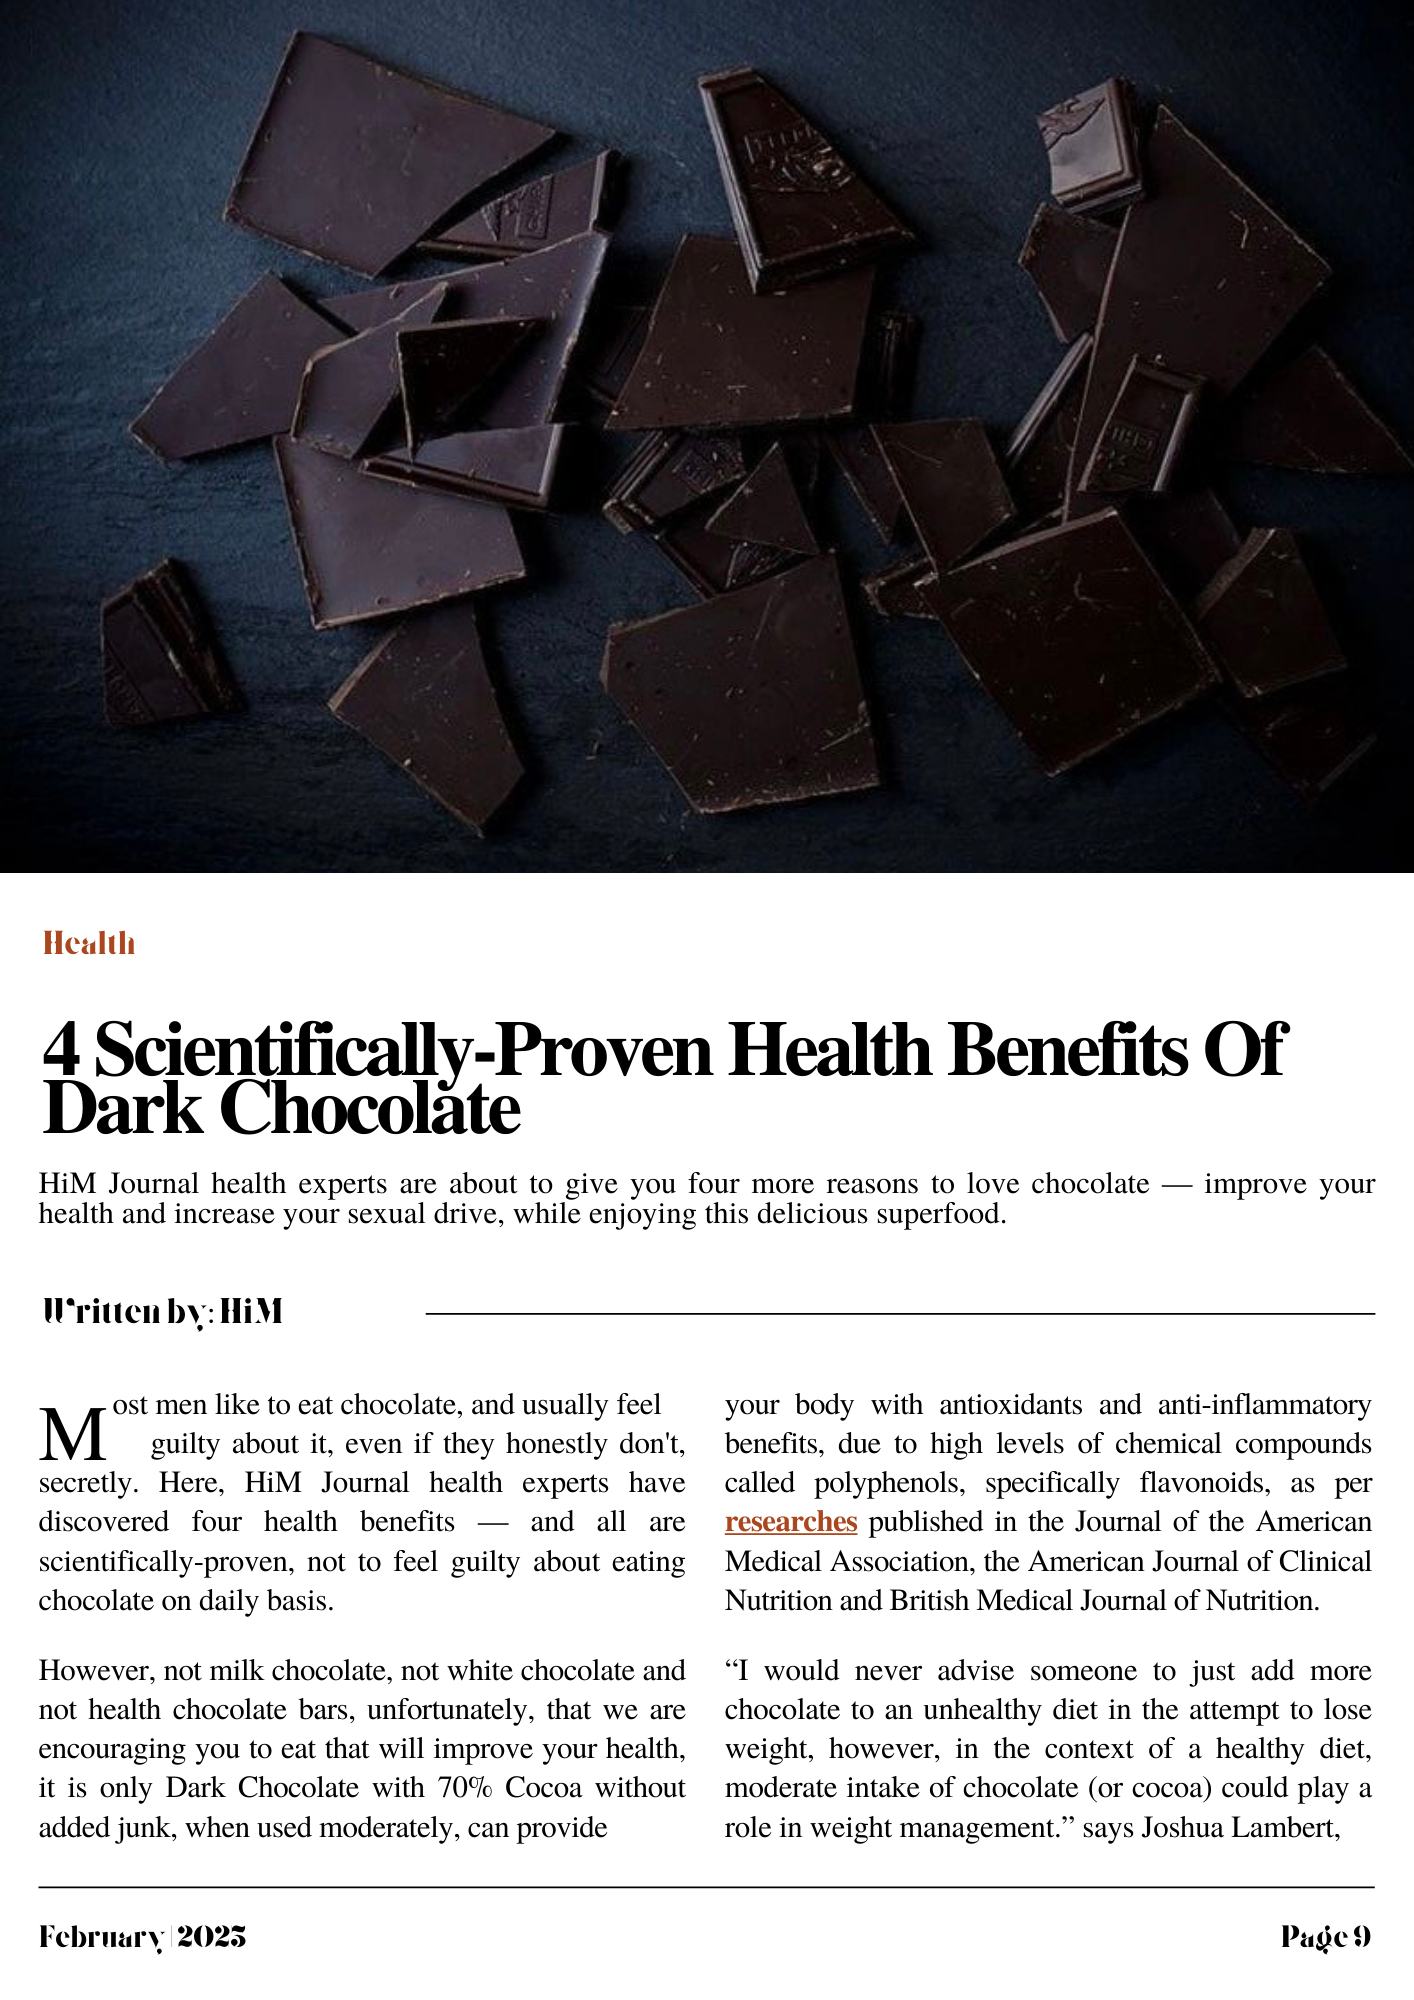 Health
4 Scientifically-Proven Health Benefits Of
Dark Chocolate
HiM Journal health experts are about to give you four more reasons to love chocolate — improve your
health and increase your sexual drive, while enjoying this delicious superfood.
Written by: HiM
Most men like to eat chocolate, and usually feel
guilty about it, even if they honestly don't,
secretly. Here, HiM Journal health experts have
discovered four health benefits — and all are
scientifically-proven, not to feel guilty about eating
chocolate on daily basis.
However, not milk chocolate, not white chocolate and
not health chocolate bars, unfortunately, that we are
encouraging you to eat that will improve your health,
it is only Dark Chocolate with 70% Cocoa without
added junk, when used moderately, can provide
your body with antioxidants and anti-inflammatory
benefits, due to high levels of chemical compounds
called polyphenols, specifically flavonoids, as per
researches published in the Journal of the American
Medical Association, the American Journal of Clinical
Nutrition and British Medical Journal of Nutrition.
“I would never advise someone to just add more
chocolate to an unhealthy diet in the attempt to lose
weight, however, in the context of a healthy diet,
moderate intake of chocolate (or cocoa) could play a
role in weight management.” says Joshua Lambert,
February | 2025
Page 9